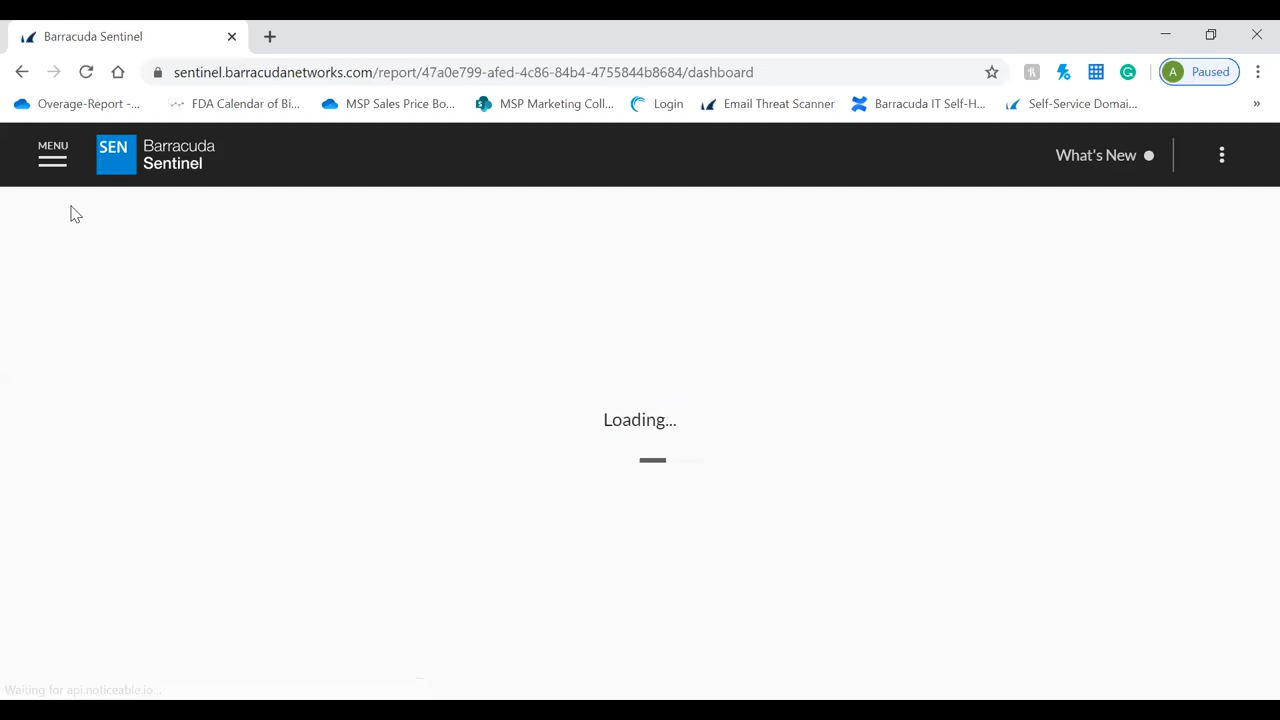 Barracuda Sentinel
sentinel.barracudanetworks.com/report/47a0e789-afed-4c86-84b4-4755844b8684/dashboard
A Paused
Overage-Report -...
FDA Calendar of Bi...
MSP Sales Price Bo...
MSP Marketing Coll...
Login
Email Threat Scanner
Barracuda IT Self-H...
Self-Service Domai...
»
MENU
SEN
Barracuda
Sentinel
What's New
Loading...
Waiting for api.noticeable.io...